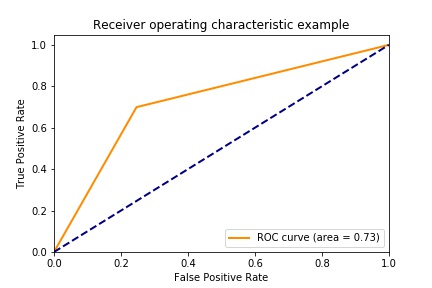 Receiver operating characteristic example
True Positive Rate
1.0
0.8
0.6
0.4
0.2
0.0
ROC curve (area = 0.73)
0.0 0.2 0.4 0.6 0.8 1.0
False Positive Rate